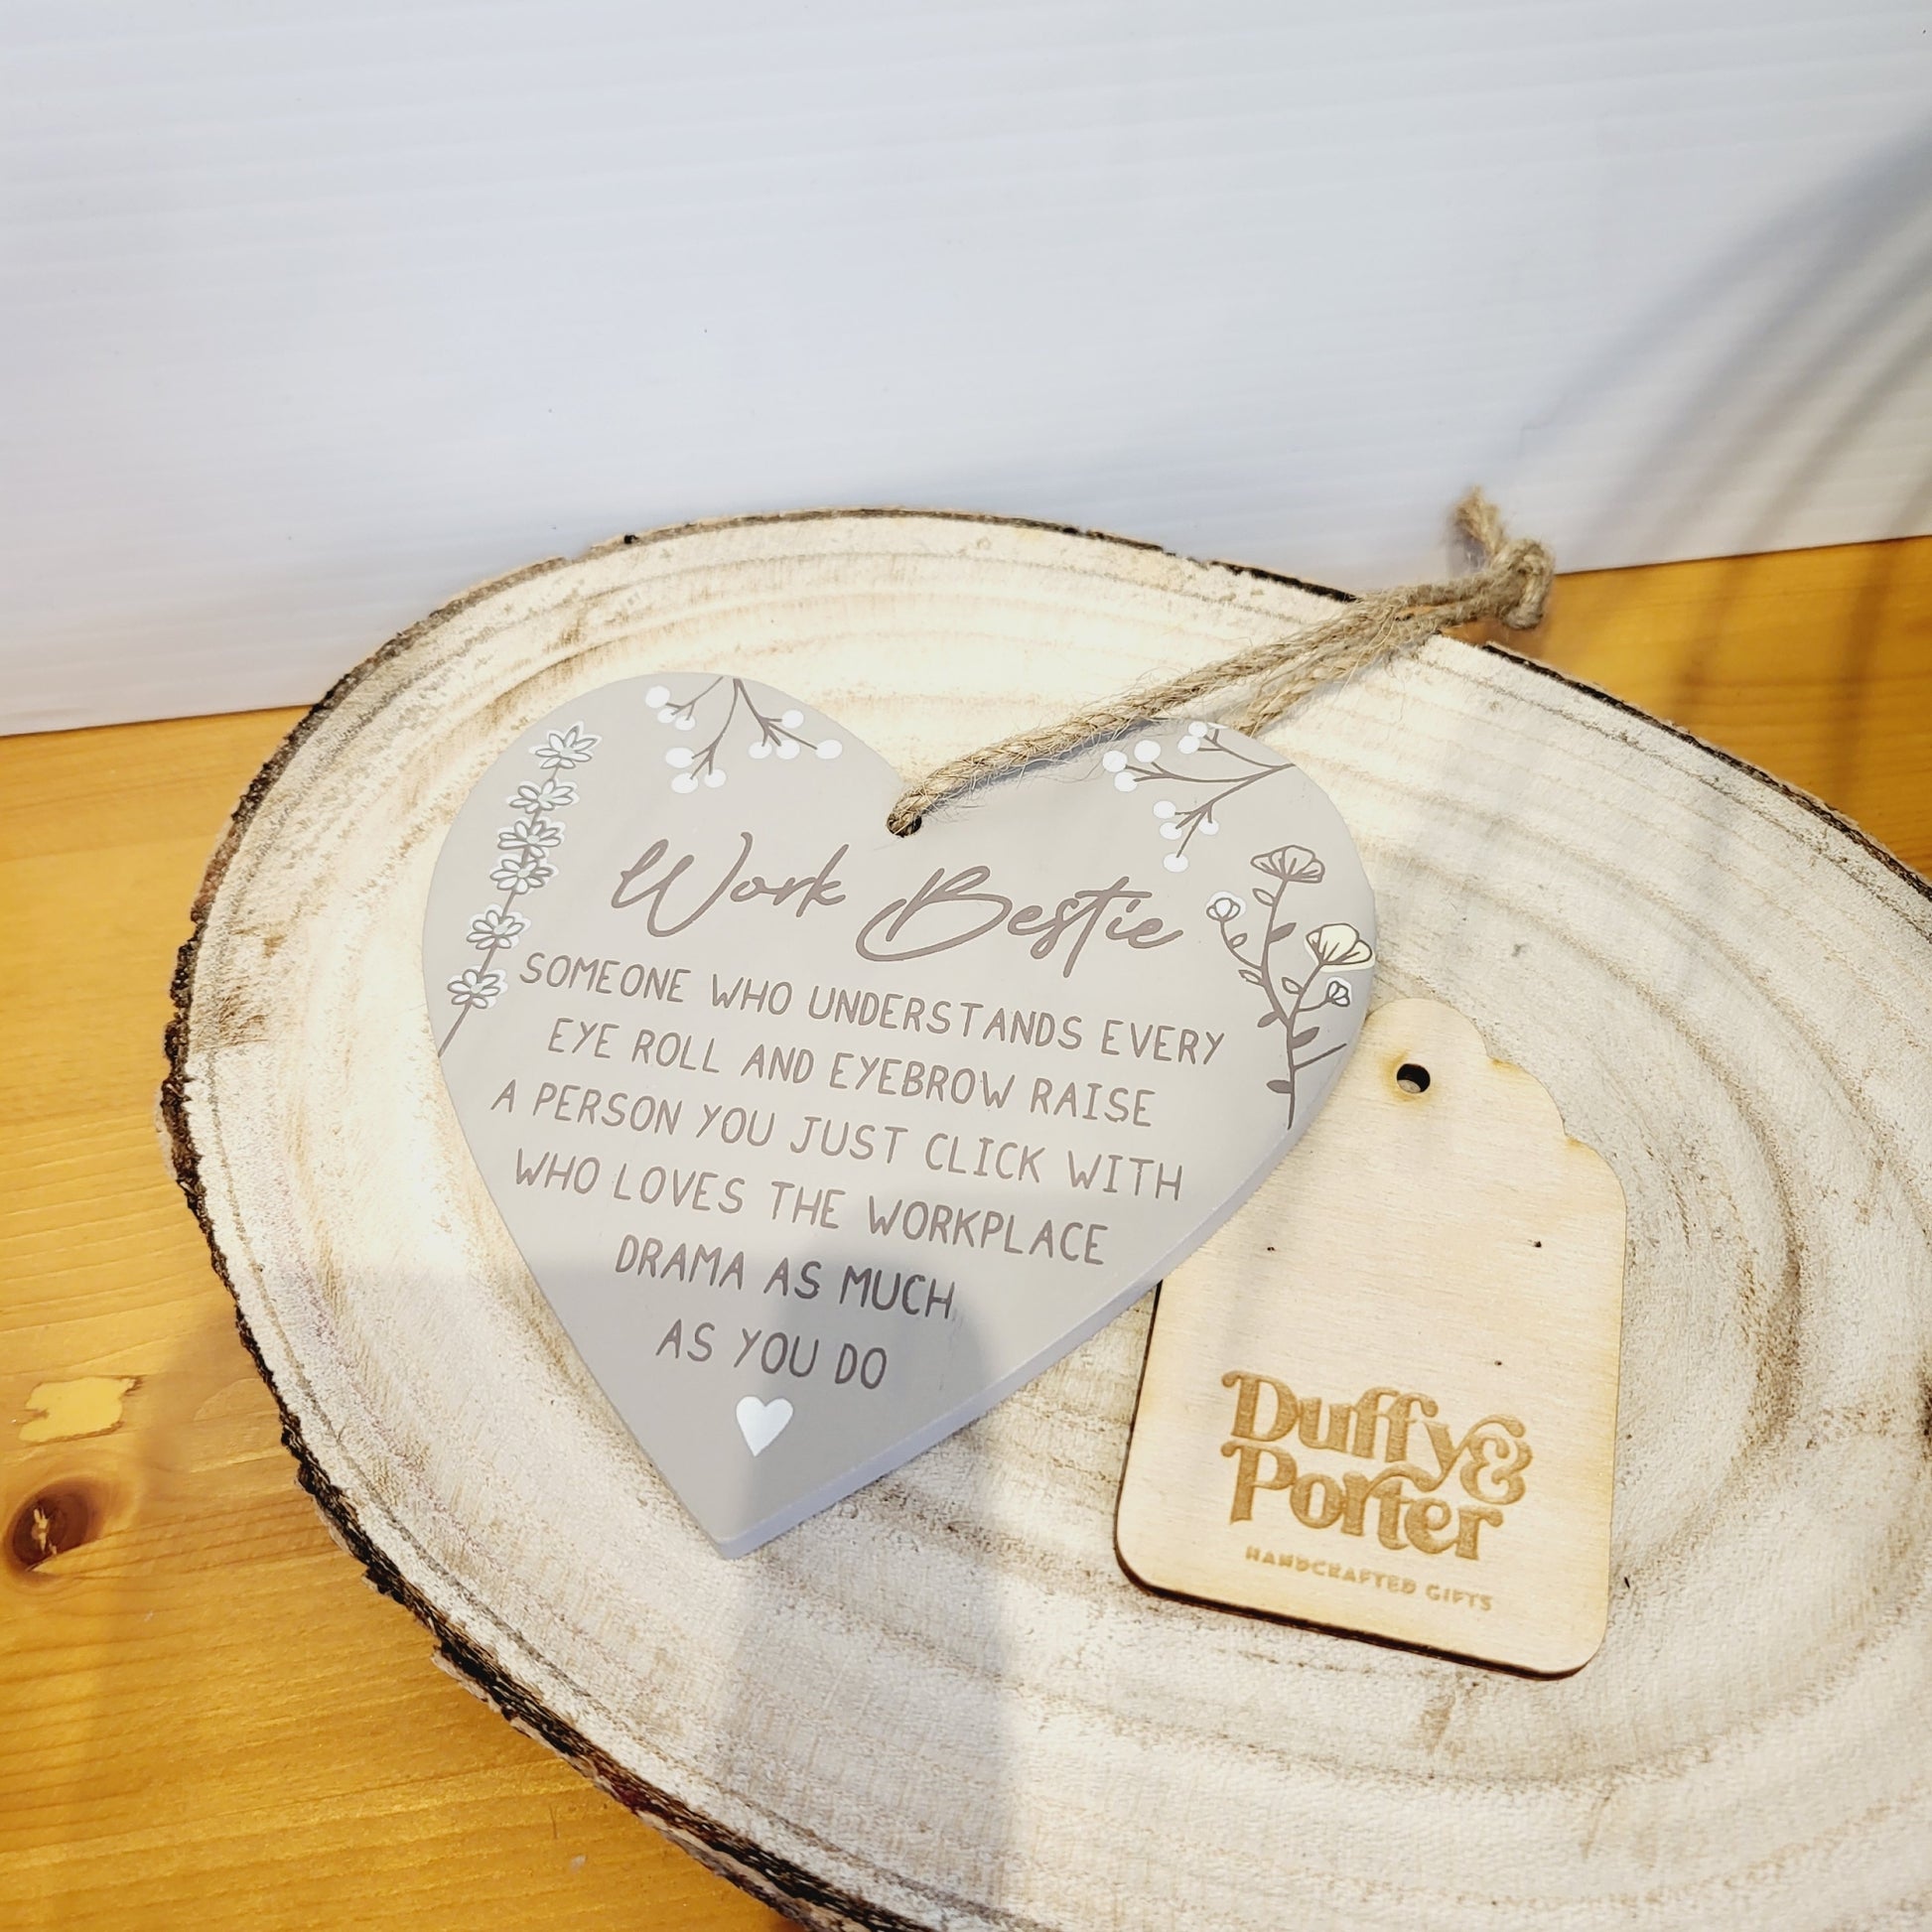 Work Bestie
SOMEONE WHO UNDERSTANDS EVERY
EYE ROLL AND EYEBROW RAISE
A PERSON YOU JUST CLICK WITH
WHO LOVES THE WORKPLACE
DRAMA AS MUCH
AS YOU DO
Duffy&
Porter
HANDCRAFTED GIFTS